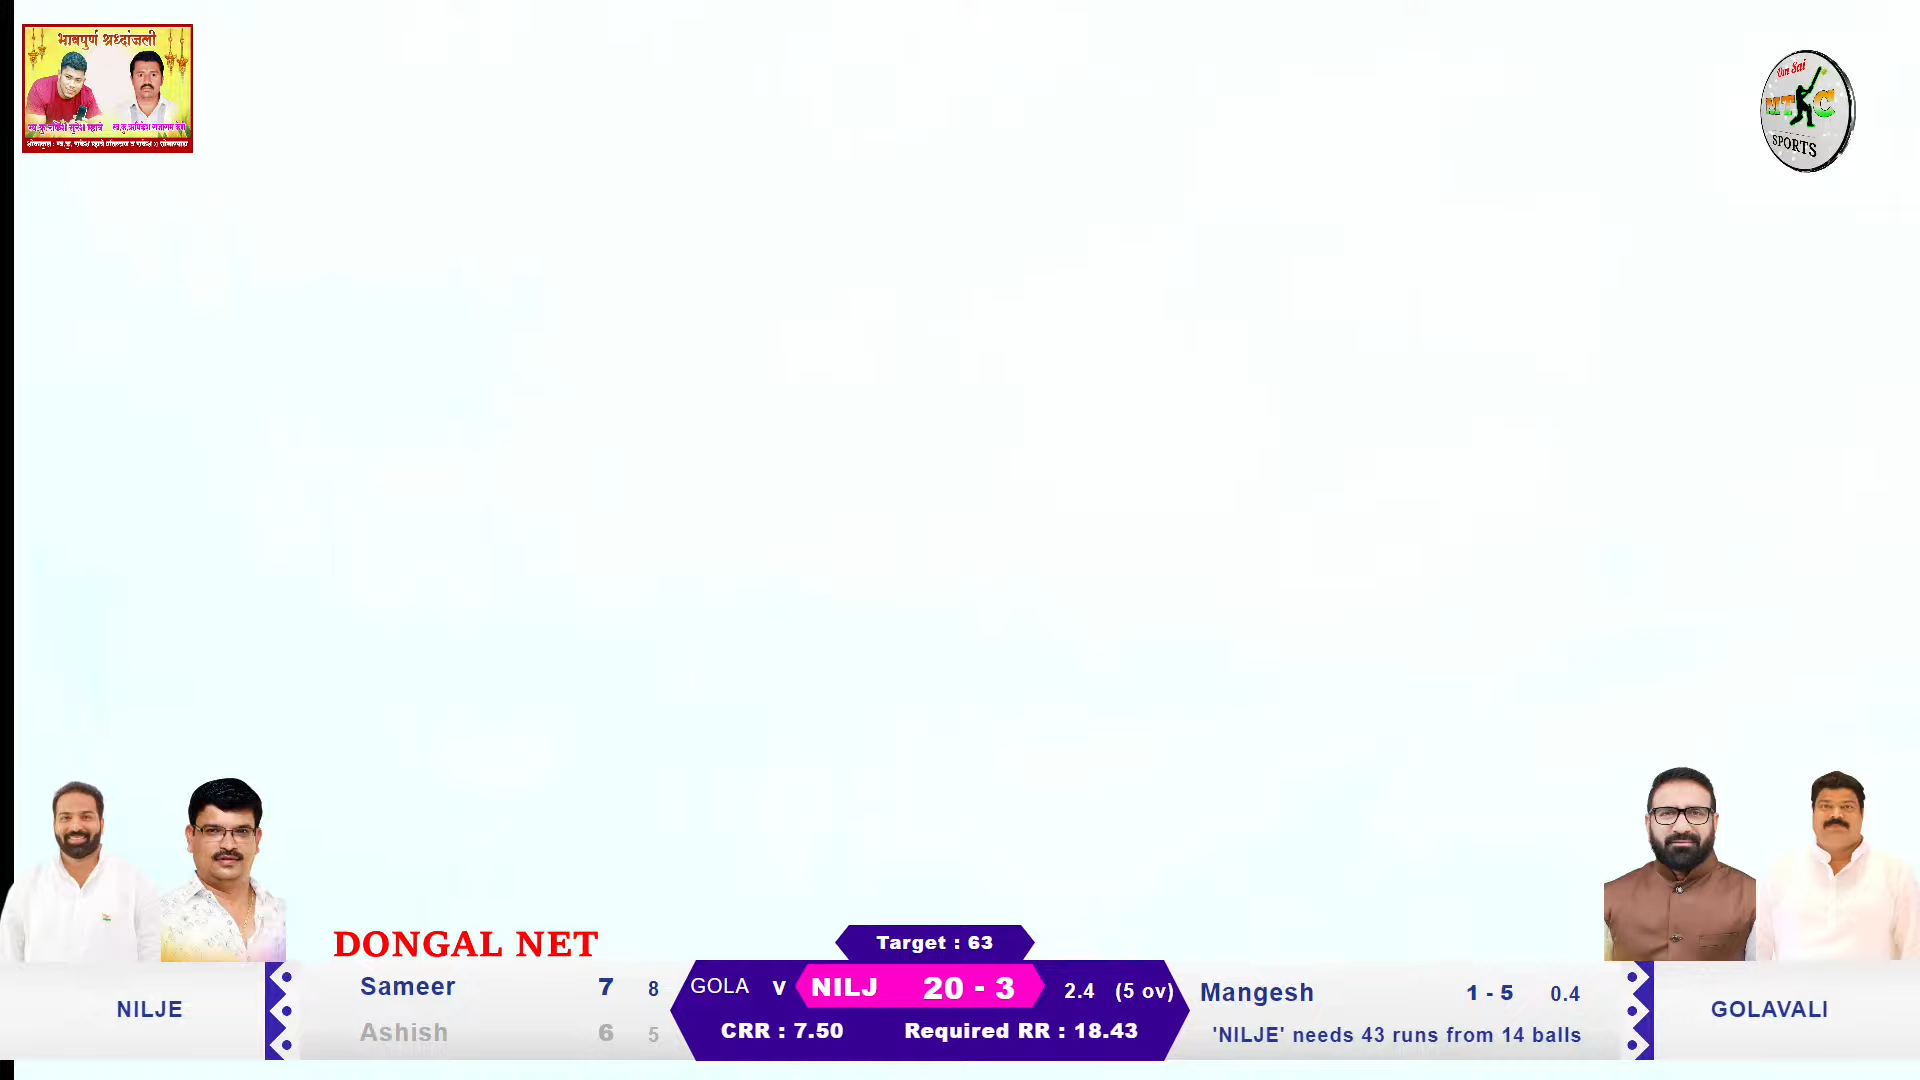 भावपुर्ण श्रध्दांजली
Om Sai
NTC
SPORTS
DONGAL NET
Target : 63
Sameer 7 8
GOLA v NILJ 20 - 3 2.4 (5 ov)
Mangesh 1 - 5 0.4
NILJE
GOLAVALI
Ashish 6 5
CRR : 7.50 Required RR : 18.43
'NILJE' needs 43 runs from 14 balls